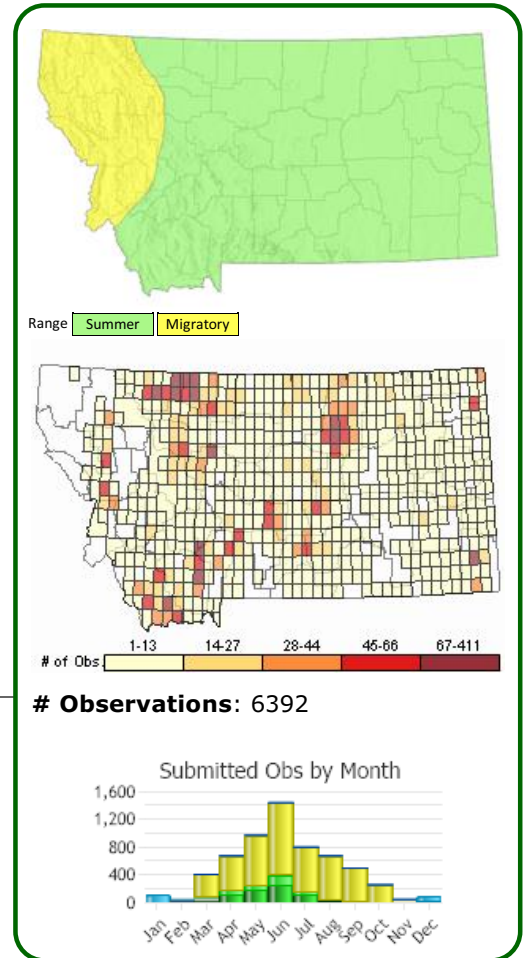 Range Summer Migratory
1-13 14-27 28-44 45-66 67-411
# of Obs.
# Observations: 6392
Submitted Obs by Month
1,600
1,200
800
400
0
Jan Feb Mar Apr May Jun Jul Aug Sep Oct Nov Dec